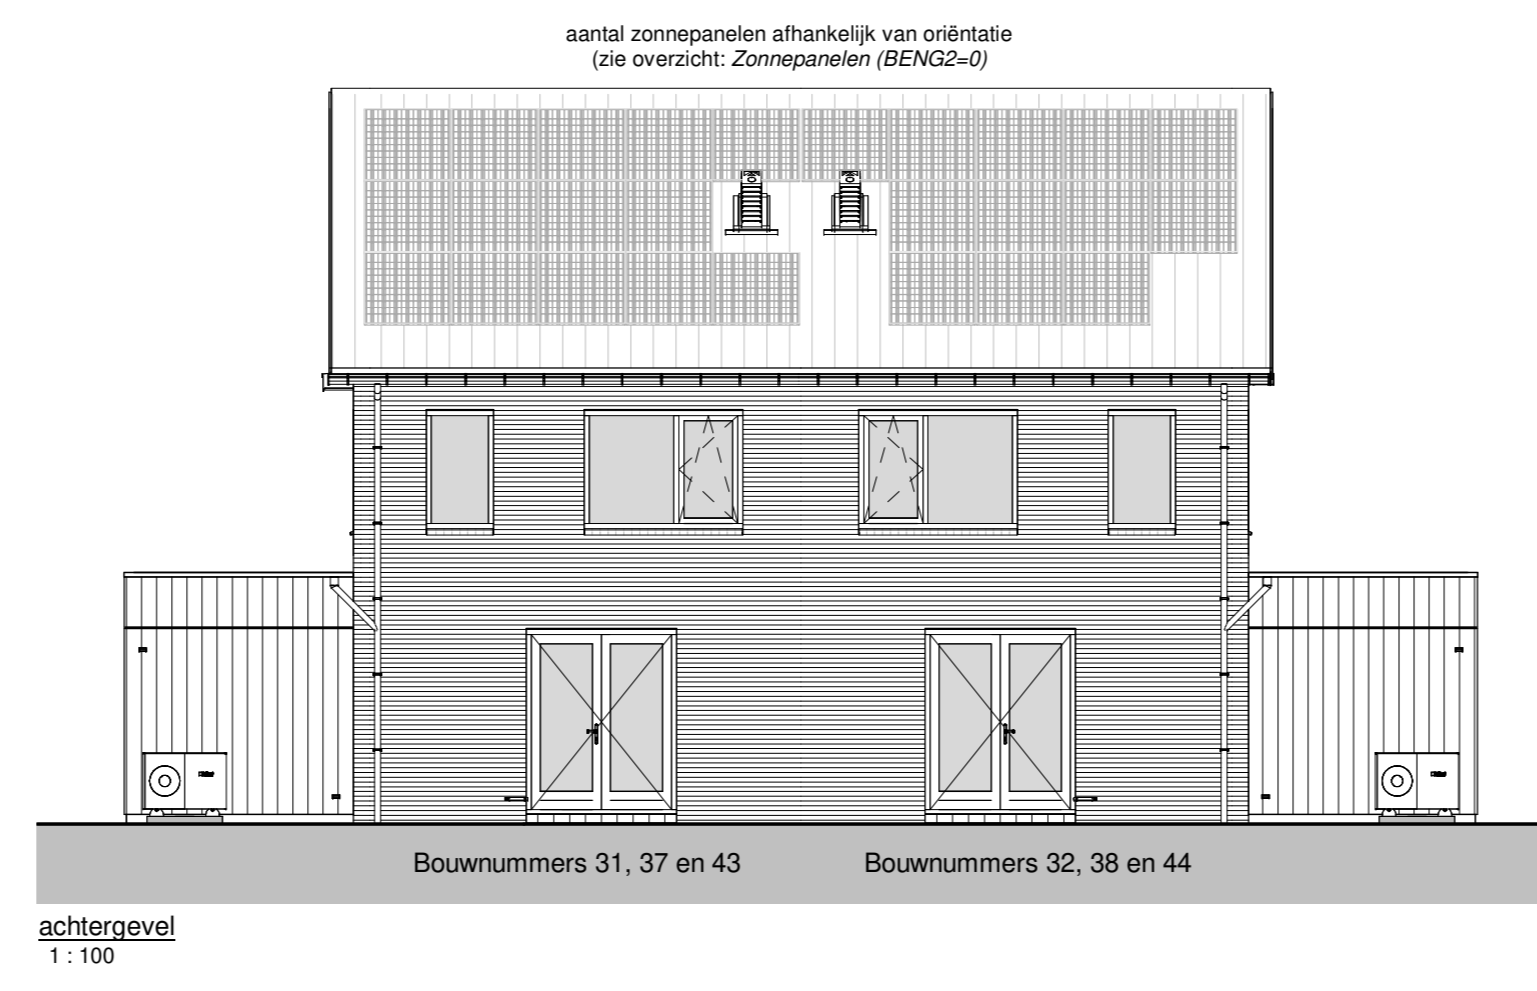 aantal zonnepanelen afhankelijk van oriëntatie
(zie overzicht: Zonnepanelen (BENG2=0)
Bouwnummers 31, 37 en 43
Bouwnummers 32, 38 en 44
achtergevel
1 : 100